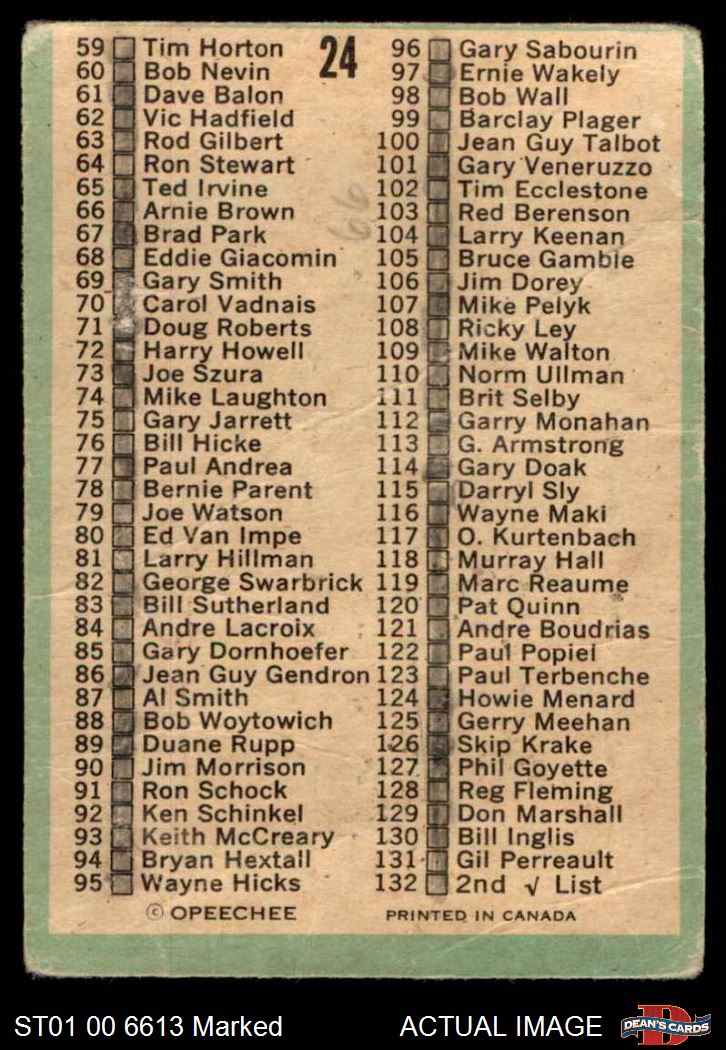 24
59 Tim Horton
60 Bob Nevin
61 Dave Balon
62 Vic Hadfield
63 Rod Gilbert
64 Ron Stewart
65 Ted Irvine
66 Arnie Brown
67 Brad Park
68 Eddie Giacomin
69 Gary Smith
70 Carol Vadnais
71 Doug Roberts
72 Harry Howell
73 Joe Szura
74 Mike Laughton
75 Gary Jarrett
76 Bill Hicke
77 Paul Andrea
78 Bernie Parent
79 Joe Watson
80 Ed Van Impe
81 Larry Hillman
82 George Swarbrick
83 Bill Sutherland
84 Andre Lacroix
85 Gary Dornhoefer
86 Jean Guy Gendron
87 Al Smith
88 Bob Woytowich
89 Duane Rupp
90 Jim Morrison
91 Ron Schock
92 Ken Schinkel
93 Keith McCreary
94 Bryan Hextall
95 Wayne Hicks
96 Gary Sabourin
97 Ernie Wakely
98 Bob Wall
99 Barclay Plager
100 Jean Guy Talbot
101 Gary Veneruzzo
102 Tim Ecclestone
103 Red Berenson
104 Larry Keenan
105 Bruce Gamble
106 Jim Dorey
107 Mike Pelyk
108 Ricky Ley
109 Mike Walton
110 Norm Ullman
111 Brit Selby
112 Garry Monahan
113 G. Armstrong
114 Gary Doak
115 Darryl Sly
116 Wayne Maki
117 O. Kurtenbach
118 Murray Hall
119 Marc Reaume
120 Pat Quinn
121 Andre Boudrias
122 Paul Popiel
123 Paul Terbenche
124 Howie Menard
125 Gerry Meehan
126 Skip Krake
127 Phil Goyette
128 Reg Fleming
129 Don Marshall
130 Bill Inglis
131 Gil Perreault
132 2nd √ List
© OPEECHEE
PRINTED IN CANADA
ST01 00 6613 Marked
ACTUAL IMAGE
DEAN'S CARDS